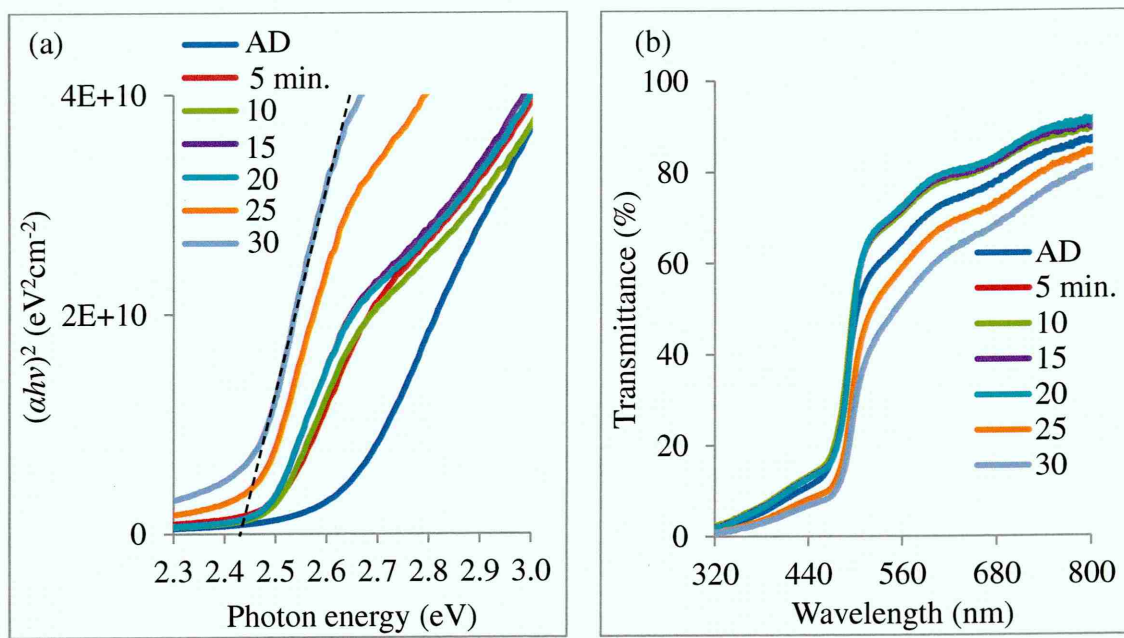 (a)
AD
5 min.
10
15
20
25
30
4E+10
2E+10
0
(αhν)² (eV²cm⁻²)
2.3 2.4 2.5 2.6 2.7 2.8 2.9 3.0
Photon energy (eV)
(b)
100
80
60
40
20
0
Transmittance (%)
AD
5 min.
10
15
20
25
30
320 440 560 680 800
Wavelength (nm)